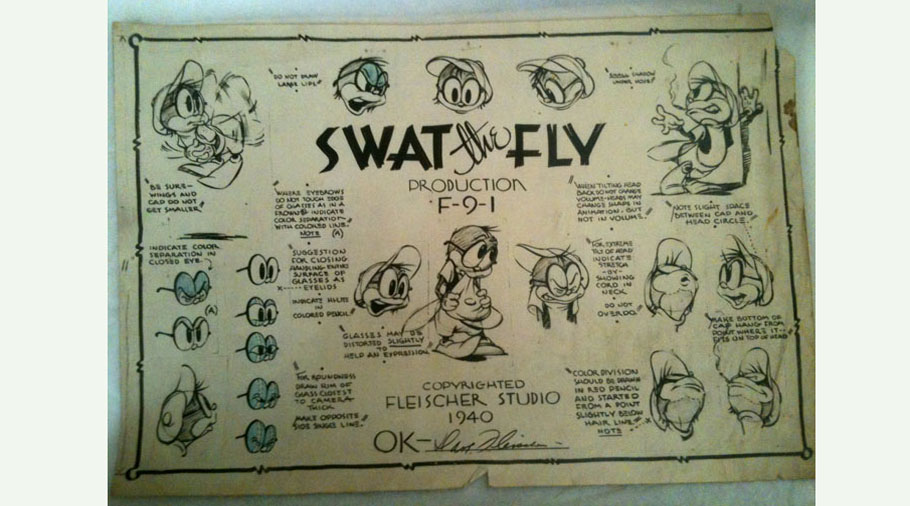 "DO NOT DRAW
LARGE LIPS"
UNDER NOSE"
SWAT the FLY
PRODUCTION
F-9-1
"BE SURE—
WINGS AND
CAP DO NOT
GET SMALLER"
"WHERE EYEBROWS
DO NOT TOUCH EDGE
OF GLASSES AS IN A
FROWN INDICATE
COLOR SEPARATION—
WITH COLORED LINE.
NOTE (A)
"WHEN TILTING HEAD
BACK DO NOT CHANGE
VOLUME-HEADS MAY
CHANGE SHAPE IN
ANIMATION, BUT
NOT IN VOLUME."
"NOTE SLIGHT SPACE
BETWEEN CAP AND
HEAD CIRCLE."
INDICATE COLOR
SEPARATION IN
CLOSED EYE.
(A)
SUGGESTION
FOR CLOSING
HANDLING ENTIRE
SURFACE OF
GLASSES AS
EYELIDS
INDICATE
IN
COLORED PENCIL"
"GLASSES MAY BE
DISTORTED SLIGHTLY
TO
HELP AN EXPRESSION"
"FOR EXTREME
TILT OF HEAD
INDICATE
STRETCH
-BY-
SHOWING
CORD IN
NECK
DO NOT
OVERDO."
"MAKE BOTTOM OF
CAP HAND FROM
POINT WHERE IT—
ON TOP OF HEAD
"FOR ROUNDNESS
DRAW RIM OF
GLASS CLOSEST
TO CAMERA
THICK.
MAKE OPPOSITE
SIDE SINGLE LINE."
"COLOR DIVISION
SHOULD BE DRAWN
IN RED PENCIL
AND STARTED
FROM A POINT
SLIGHTLY BELOW
HAIR LINE."
NOTE
COPYRIGHTED
FLEISCHER STUDIO
1940
OK— Dave Fleischer